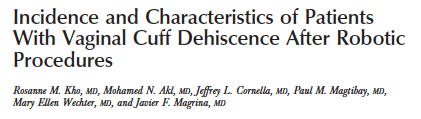 Incidence and Characteristics of Patients
With Vaginal Cuff Dehiscence After Robotic
Procedures
Rosanne M. Kho, MD, Mohamed N. Akl, MD, Jeffrey L. Cornella, MD, Paul M. Magtibay, MD,
Mary Ellen Wechter, MD, and Javier F. Magrina, MD